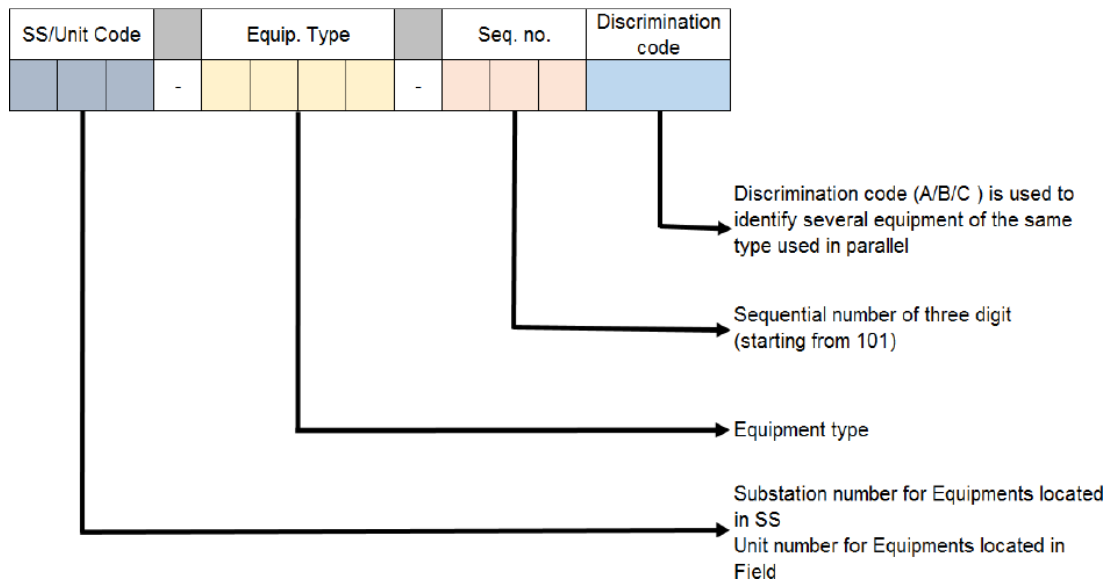 SS/Unit Code
Equip. Type
Seq. no.
Discrimination
code
-
-
Discrimination code (A/B/C ) is used to
identify several equipment of the same
type used in parallel
Sequential number of three digit
(starting from 101)
Equipment type
Substation number for Equipments located
in SS
Unit number for Equipments located in
Field